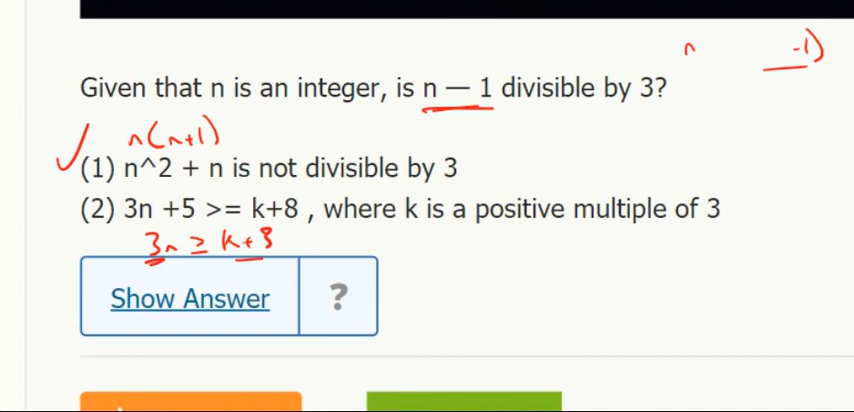 n -1)
Given that n is an integer, is n — 1 divisible by 3?
n(n+1)
(1) n^2 + n is not divisible by 3
(2) 3n +5 >= k+8 , where k is a positive multiple of 3
3n ≥ k+3
Show Answer ?